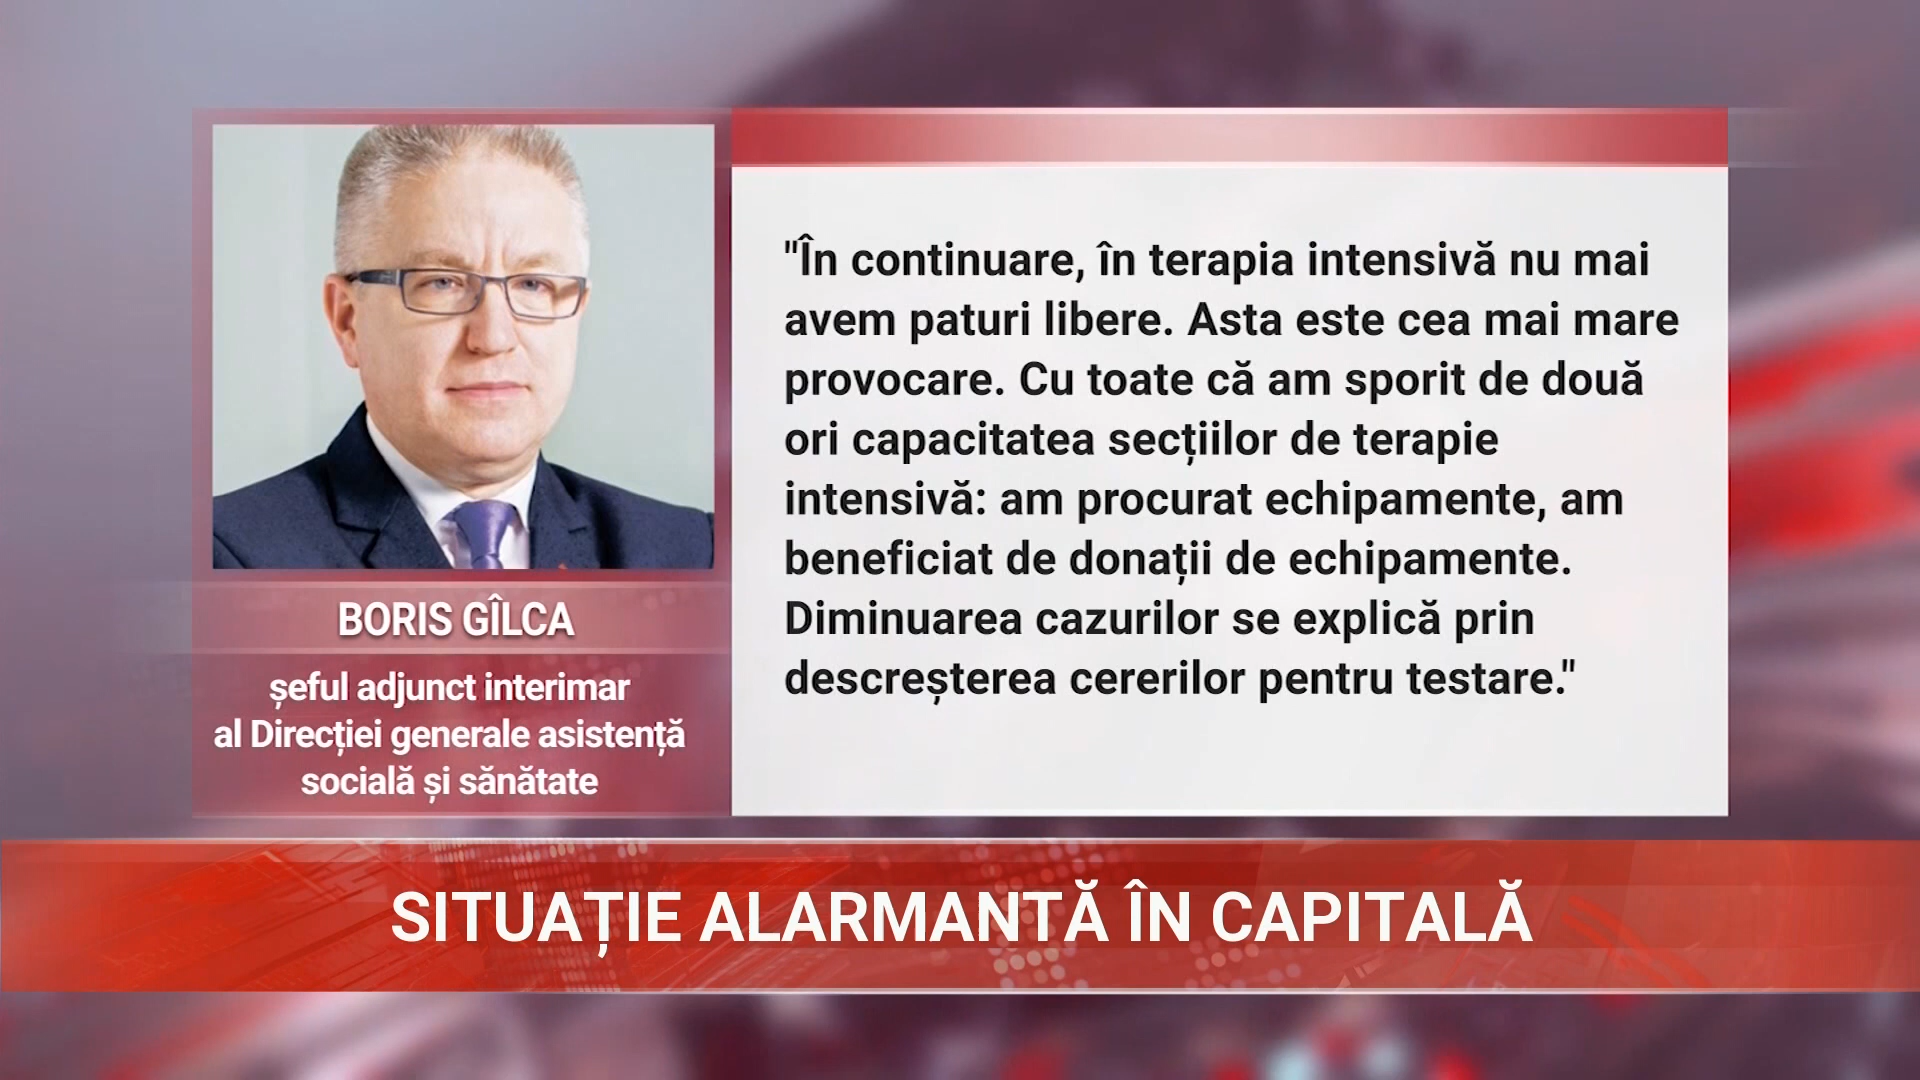 "În continuare, în terapia intensivă nu mai
avem paturi libere. Asta este cea mai mare
provocare. Cu toate că am sporit de două
ori capacitatea secțiilor de terapie
intensivă: am procurat echipamente, am
beneficiat de donații de echipamente.
Diminuarea cazurilor se explică prin
descreșterea cererilor pentru testare."
BORIS GÎLCA
șeful adjunct interimar
al Direcției generale asistență
socială și sănătate
SITUAȚIE ALARMANTĂ ÎN CAPITALĂ